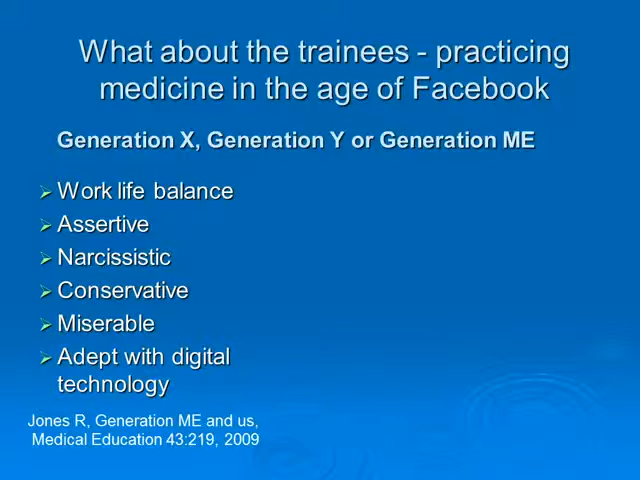 What about the trainees - practicing
medicine in the age of Facebook
Generation X, Generation Y or Generation ME
Work life balance
Assertive
Narcissistic
Conservative
Miserable
Adept with digital
technology
Jones R, Generation ME and us,
Medical Education 43:219, 2009